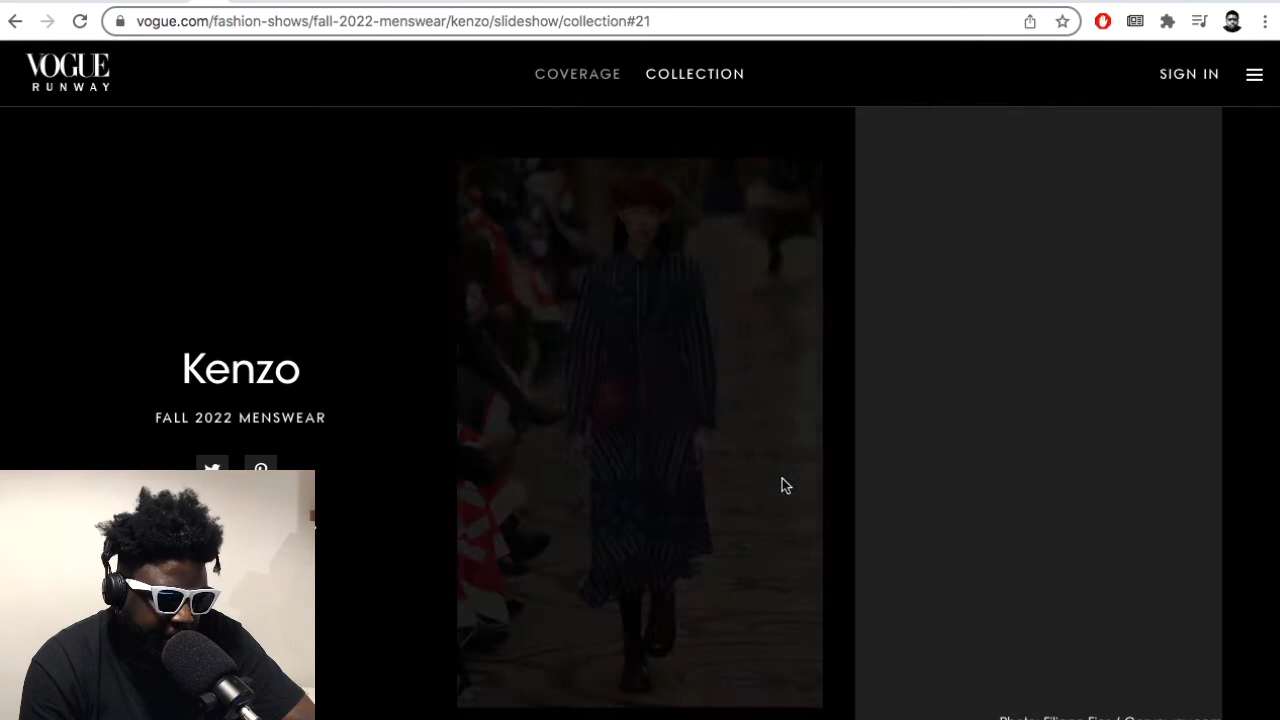 vogue.com/fashion-shows/fall-2022-menswear/kenzo/slideshow/collection#21
VOGUE
RUNWAY
COVERAGE
COLLECTION
SIGN IN
Kenzo
FALL 2022 MENSWEAR